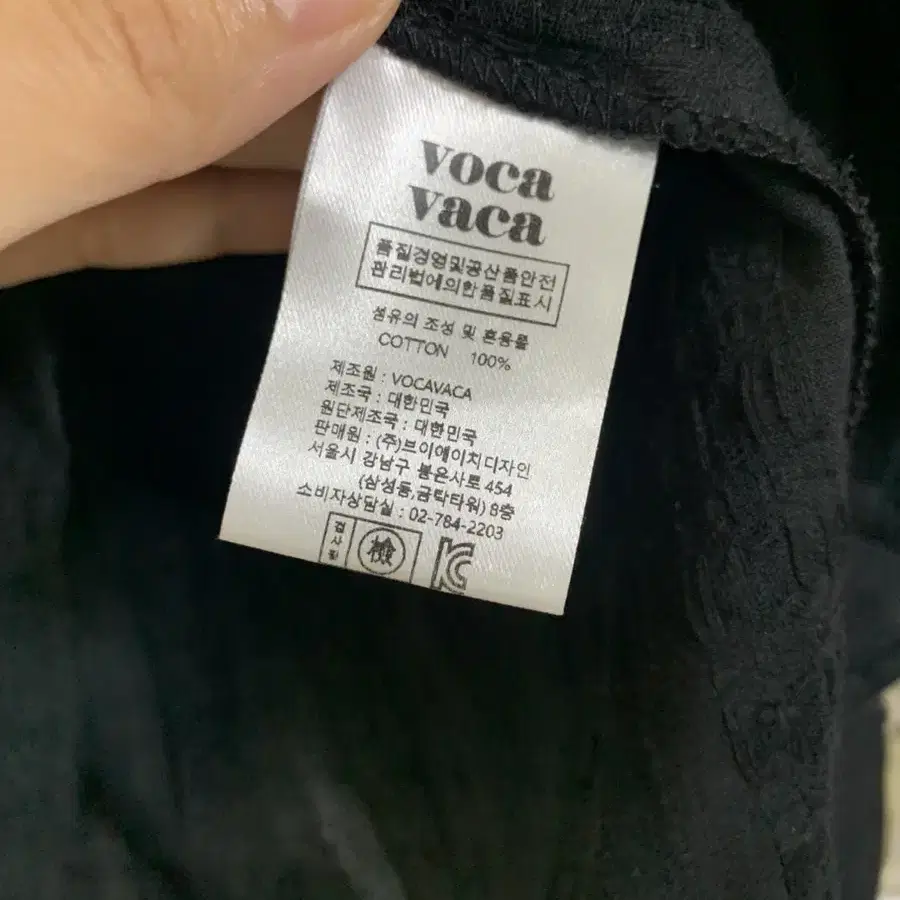 voca
vaca
품질경영및공산품안전
관리법에의한품질표시
섬유의 조성 및 혼용률
COTTON 100%
제조원 : VOCAVACA
제조국 : 대한민국
원단제조국 : 대한민국
판매원 : (주)브이에이치디자인
서울시 강남구 봉은사로 454
(삼성동,금탁타워) 8층
소비자상담실 : 02-784-2203
검사필 檢
KC